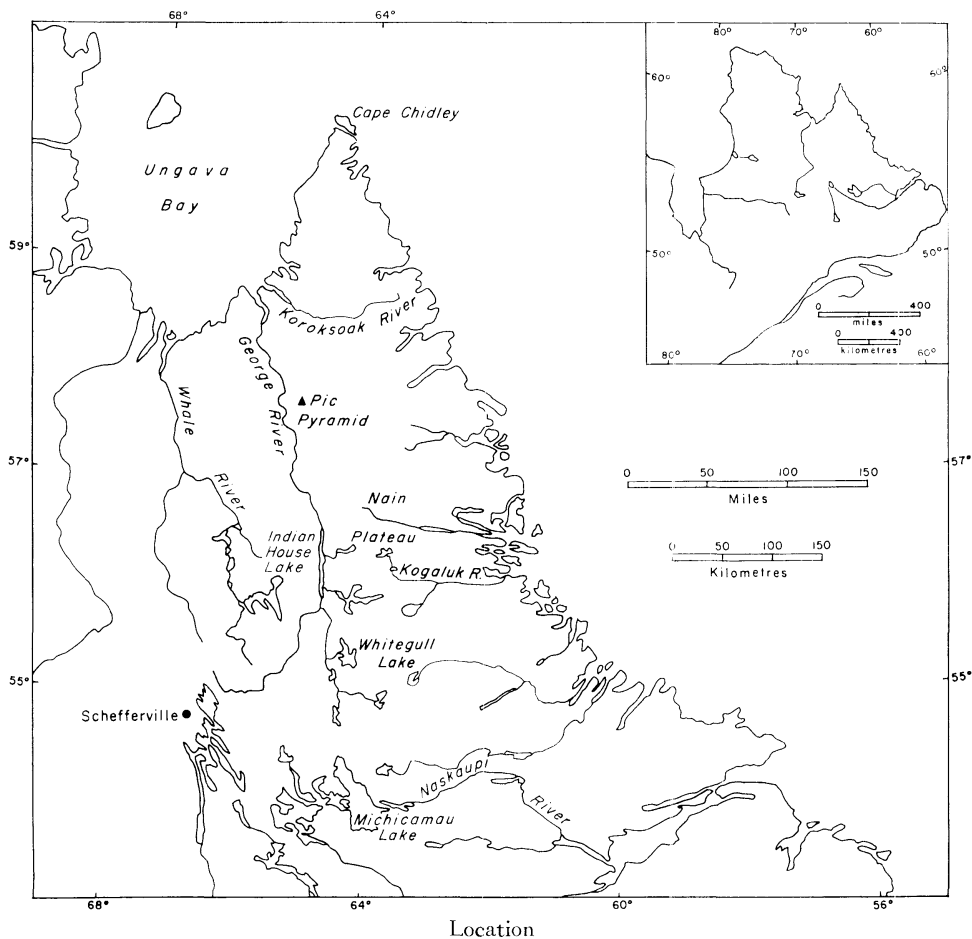 68°
64°
80°
70°
60°
60°
60°
50°
50°
0 400
miles
0 400
kilometres
80°
70°
60°
Cape Chidley
Ungava
Bay
59°
Koroksoak River
George River
Whale
River
Pic
Pyramid
57°
57°
0 50 100 150
Miles
0 50 100 150
Kilometres
Nain
Plateau
Indian
House
Lake
Kogaluk R.
Whitegull
Lake
55°
55°
Schefferville
Naskaupi
River
Michicamau
Lake
68°
64°
60°
56°
Location